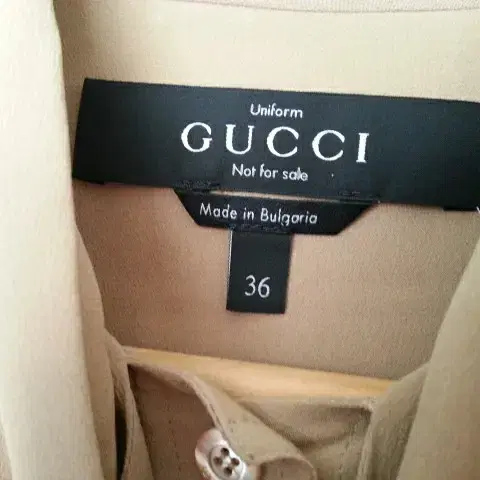 Uniform
GUCCI
Not for sale
Made in Bulgaria
36